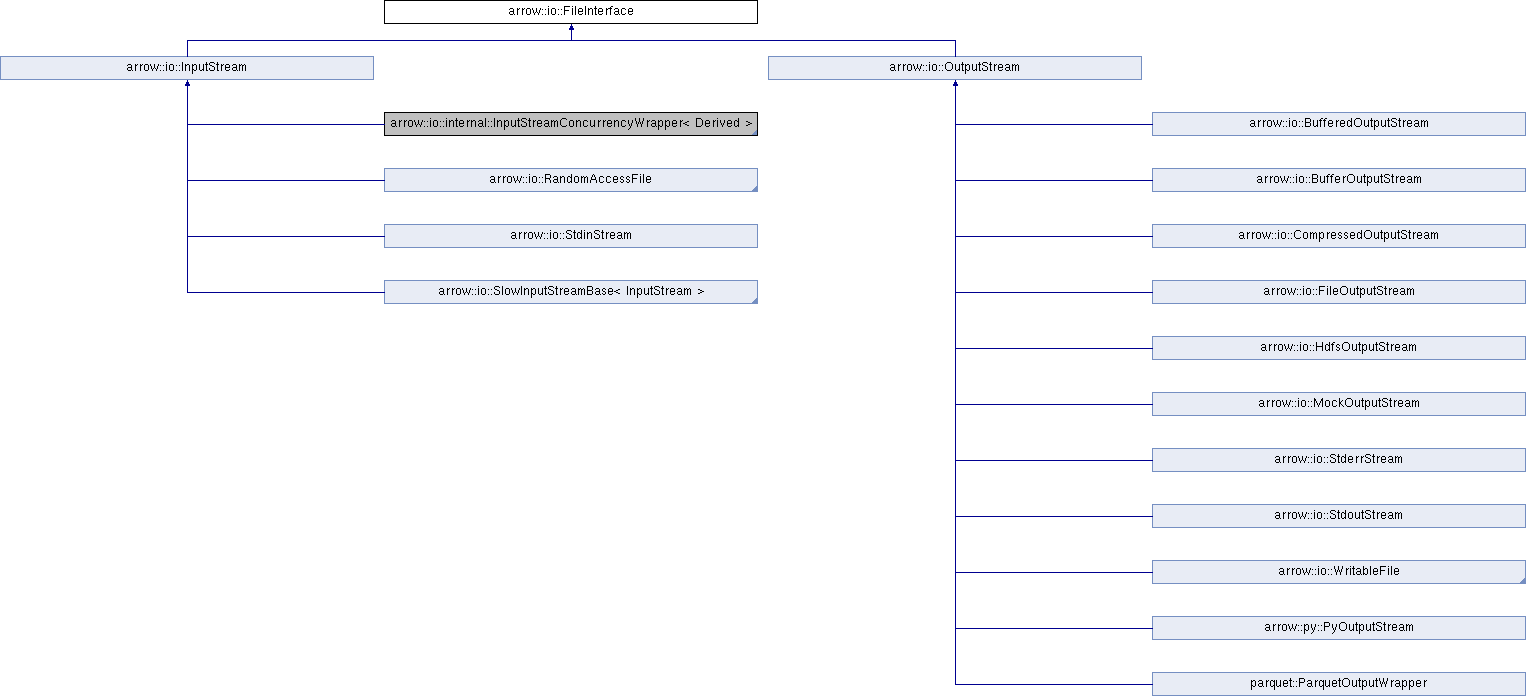 arrow::io::FileInterface
arrow::io::InputStream
arrow::io::OutputStream
arrow::io::internal::InputStreamConcurrencyWrapper< Derived >
arrow::io::BufferedOutputStream
arrow::io::RandomAccessFile
arrow::io::BufferOutputStream
arrow::io::StdinStream
arrow::io::CompressedOutputStream
arrow::io::SlowInputStreamBase< InputStream >
arrow::io::FileOutputStream
arrow::io::HdfsOutputStream
arrow::io::MockOutputStream
arrow::io::StderrStream
arrow::io::StdoutStream
arrow::io::WritableFile
arrow::py::PyOutputStream
parquet::ParquetOutputWrapper